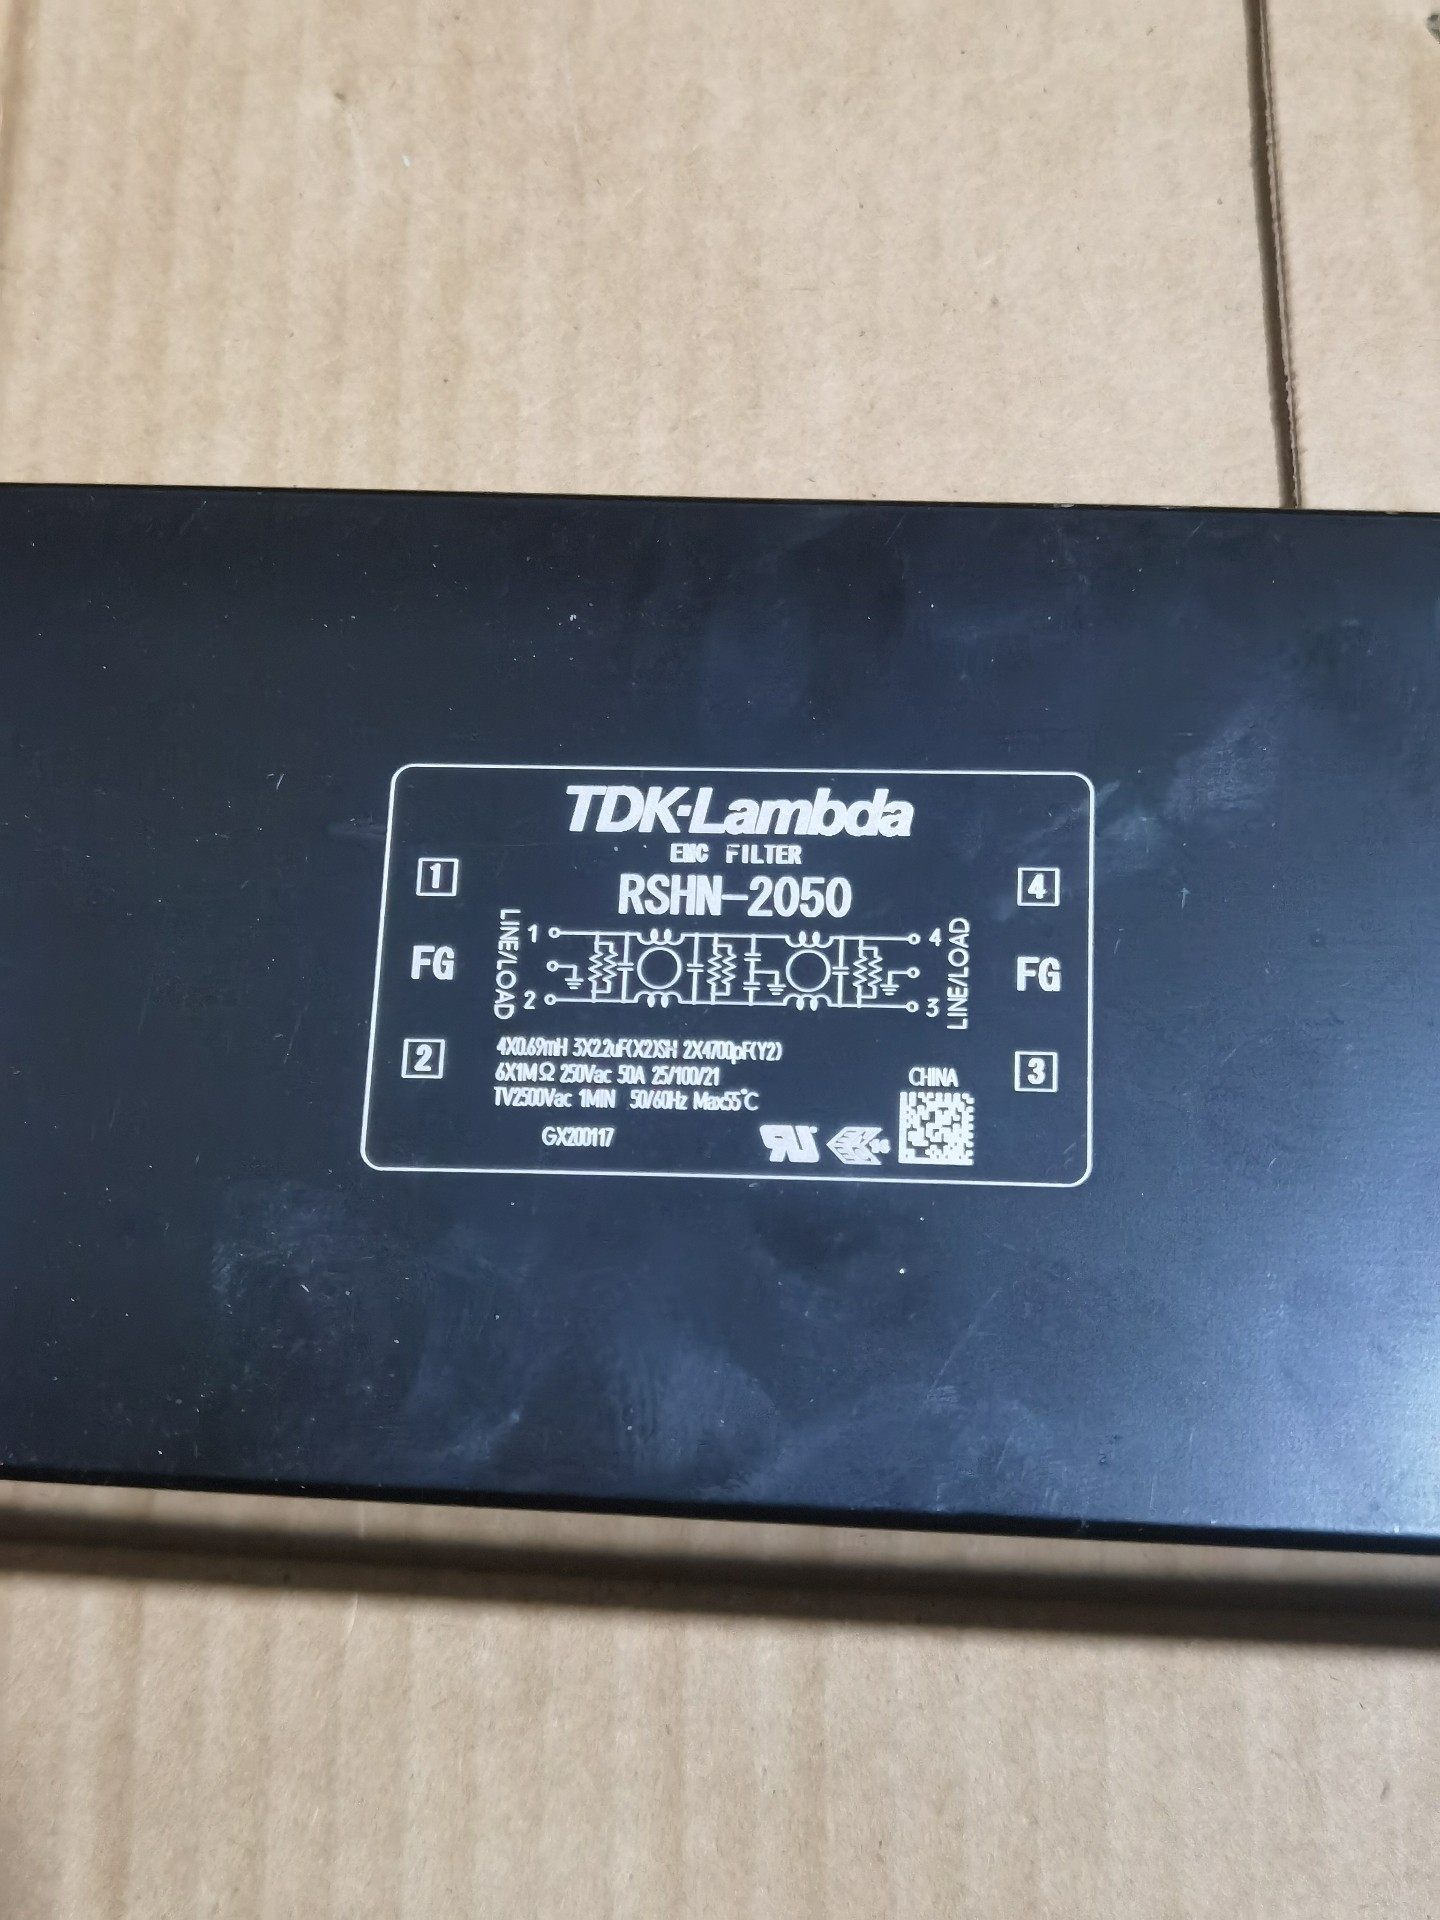 TDK-Lambda
EMC FILTER
RSHN-2050
1
4
LINE/LOAD
1
4
LINE/LOAD
FG
FG
2
3
2
3
4X0.69mH 3X2.2uF(X2)SH 2X4700pF(Y2)
6X1MΩ 250Vac 50A 25/100/21
TV2500Vac 1MIN 50/60Hz Max55°C
CHINA
GX200117